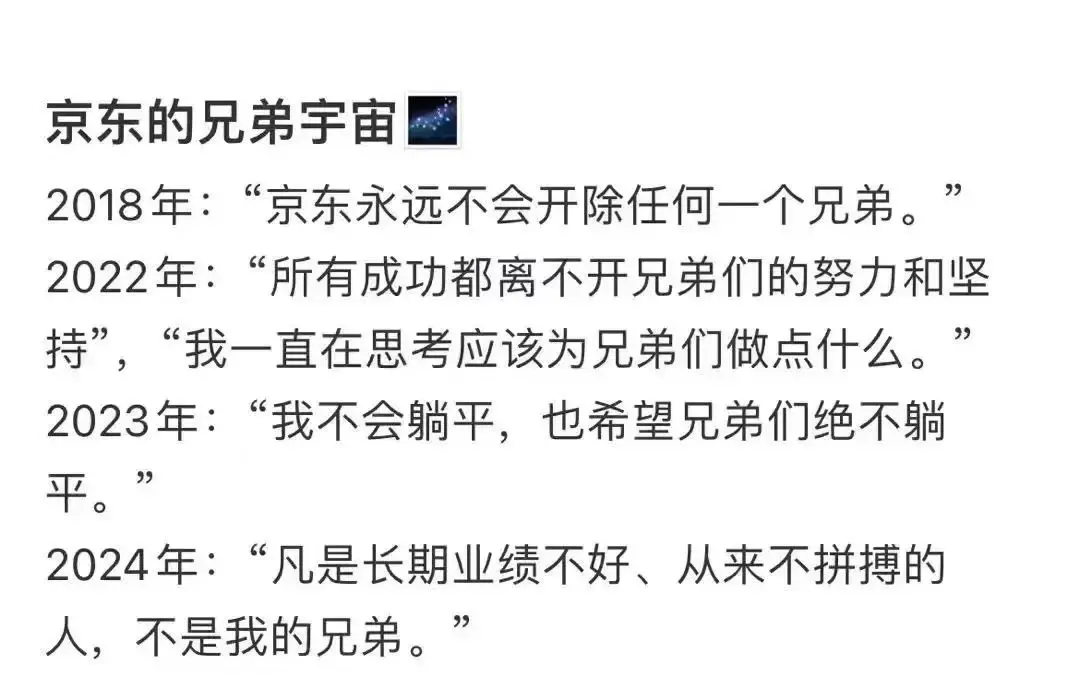 京东的兄弟宇宙🌌
2018年：“京东永远不会开除任何一个兄弟。”
2022年：“所有成功都离不开兄弟们的努力和坚
持”，“我一直在思考应该为兄弟们做点什么。”
2023年：“我不会躺平，也希望兄弟们绝不躺
平。”
2024年：“凡是长期业绩不好、从来不拼搏的
人，不是我的兄弟。”